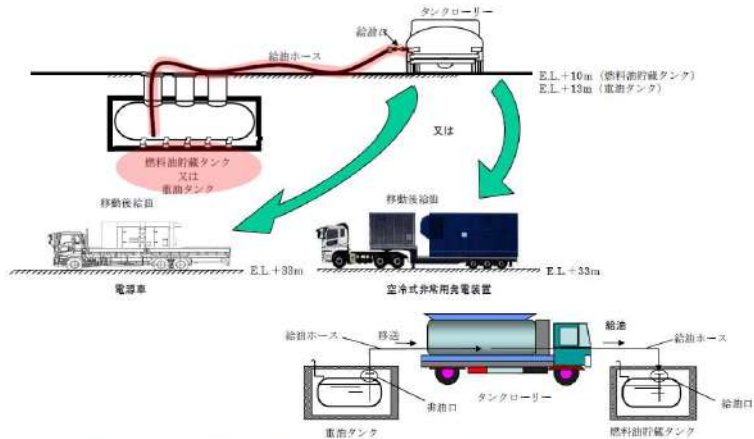 タンクローリー
給油口
給油ホース
E.L.+10m（燃料油貯蔵タンク）
E.L.+13m（重油タンク）
又は
燃料油貯蔵タンク
又は
重油タンク
移動後給油
移動後給油
E.L.+33m
E.L.+33m
電源車
空冷式非常用発電装置
給油ホース
移送
給油
給油ホース
排油口
タンクローリー
給油口
重油タンク
燃料油貯蔵タンク